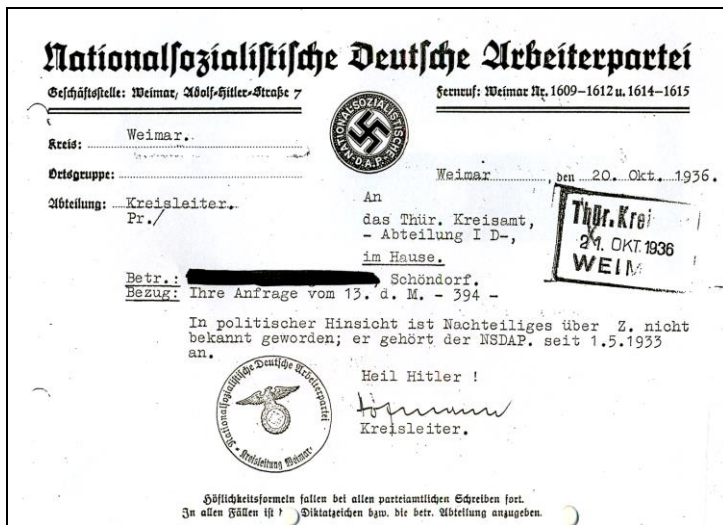 Nationalsozialistische Deutsche Arbeiterpartei
Geschäftsstelle: Weimar, Adolf-Hitler-Straße 7
Fernruf: Weimar Nr. 1609–1612 u. 1614–1615
NATIONALSOZIALISTISCHE D.A.P.
Kreis: Weimar.
Ortsgruppe:
Weimar, den 20. Okt. 1936.
Abteilung: Kreisleiter.
Pr./
An
das Thür. Kreisamt,
- Abteilung I D-,
im Hause.
Thür. Krei
21. OKT. 1936
WEIM
Betr.: , Schöndorf.
Bezug: Ihre Anfrage vom 13. d. M. - 394 -
In politischer Hinsicht ist Nachteiliges über Z. nicht
bekannt geworden; er gehört der NSDAP. seit 1.5.1933
an.
Nationalsozialistische Deutsche Arbeiterpartei
Kreisleitung Weimar
Heil Hitler !
Kreisleiter.
Höflichkeitsformeln fallen bei allen parteiamtlichen Schreiben fort.
In allen Fällen ist Diktatzeichen bzw. die betr. Abteilung anzugeben.